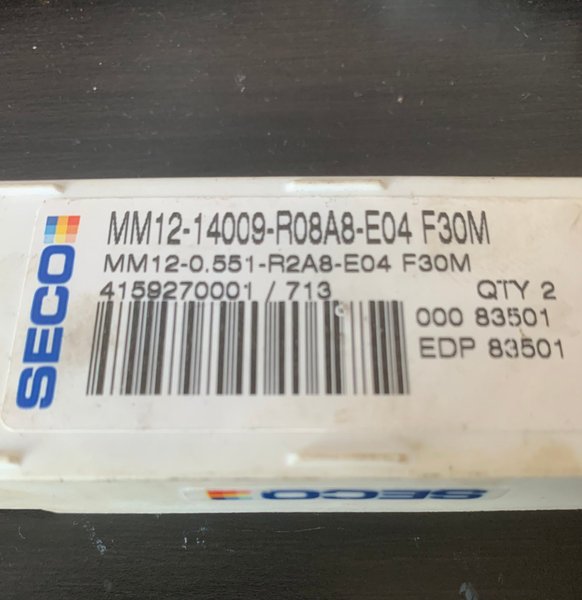 SECO
MM12-14009-R08A8-E04 F30M
MM12-0.551-R2A8-E04 F30M
4159270001 / 713 QTY 2
000 83501
EDP 83501
SECO